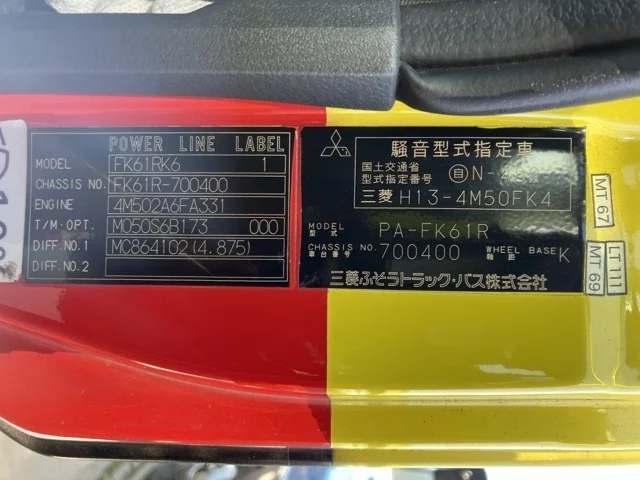 POWER LINE LABEL
MODEL FK61RK6 1
CHASSIS NO. FK61R-700400
ENGINE 4M502A6FA331
T/M·OPT. M050S6B173 000
DIFF.NO.1 MC864102(4.875)
DIFF.NO.2
騒音型式指定車
国土交通省
型式指定番号 自N-
三菱 H13-4M50FK4
MODEL
型式 PA-FK61R
CHASSIS NO.
車台番号 700400
WHEEL BASE
軸距 K
三菱ふそうトラック・バス株式会社
MT 67
LT 111
MT 69